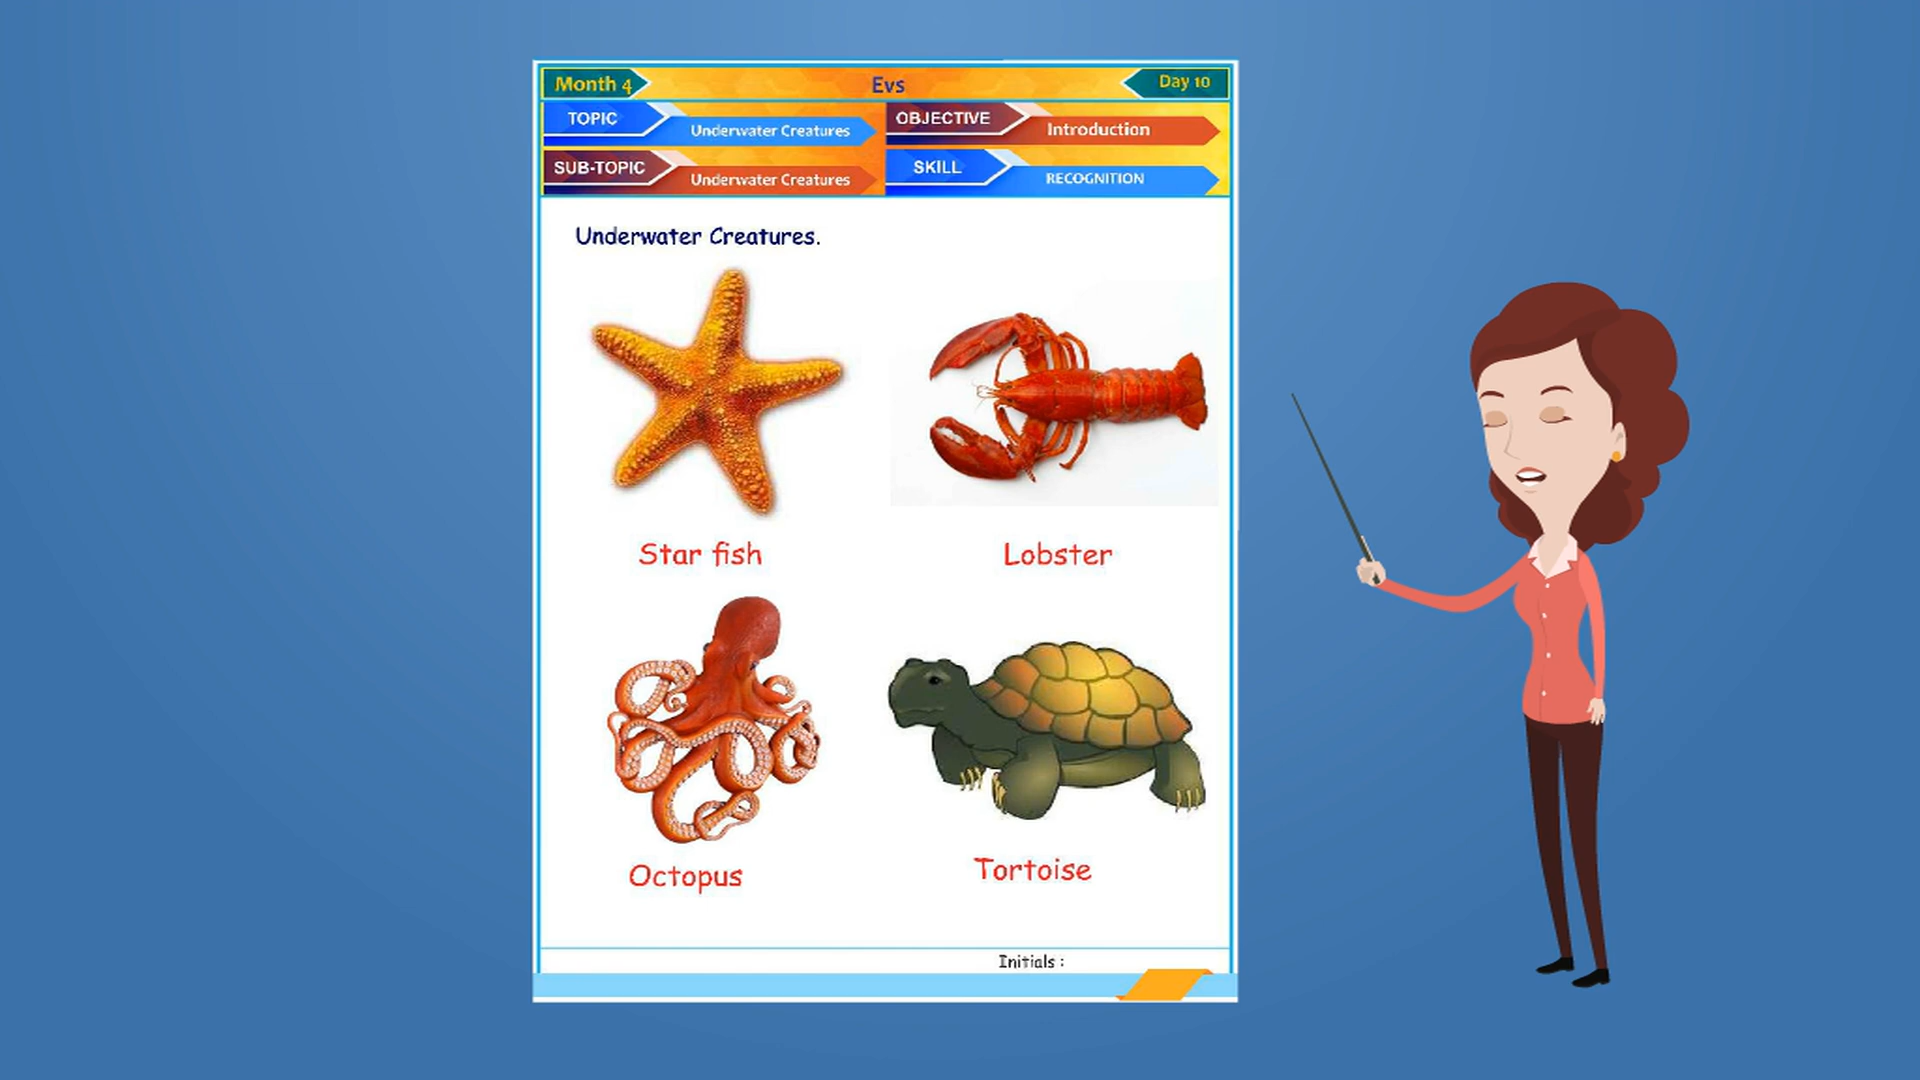 Month 4
Evs
Day 10
TOPIC
Underwater Creatures
OBJECTIVE
Introduction
SUB-TOPIC
Underwater Creatures
SKILL
RECOGNITION
Underwater Creatures.
Star fish
Lobster
Octopus
Tortoise
Initials :